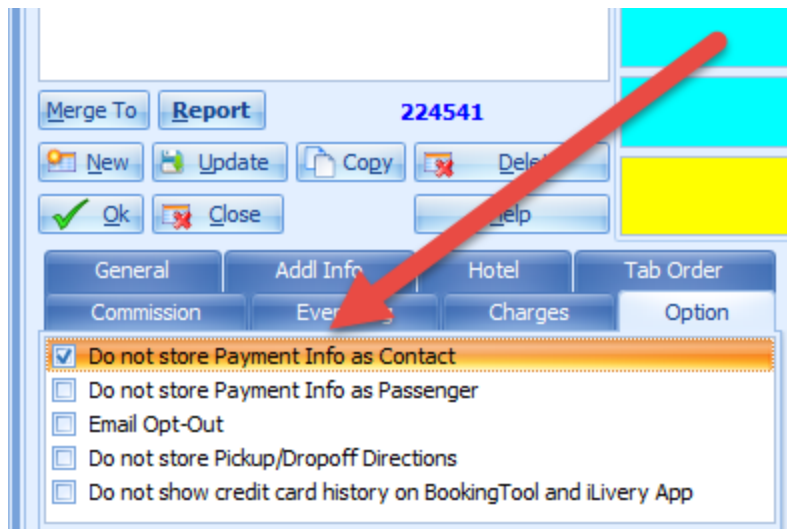 Merge To Report 224541
New Update Copy
Ok Close
General Addl Info Hotel Tab Order
Commission Charges Option
Do not store Payment Info as Contact
Do not store Payment Info as Passenger
Email Opt-Out
Do not store Pickup/Dropoff Directions
Do not show credit card history on BookingTool and iLivery App